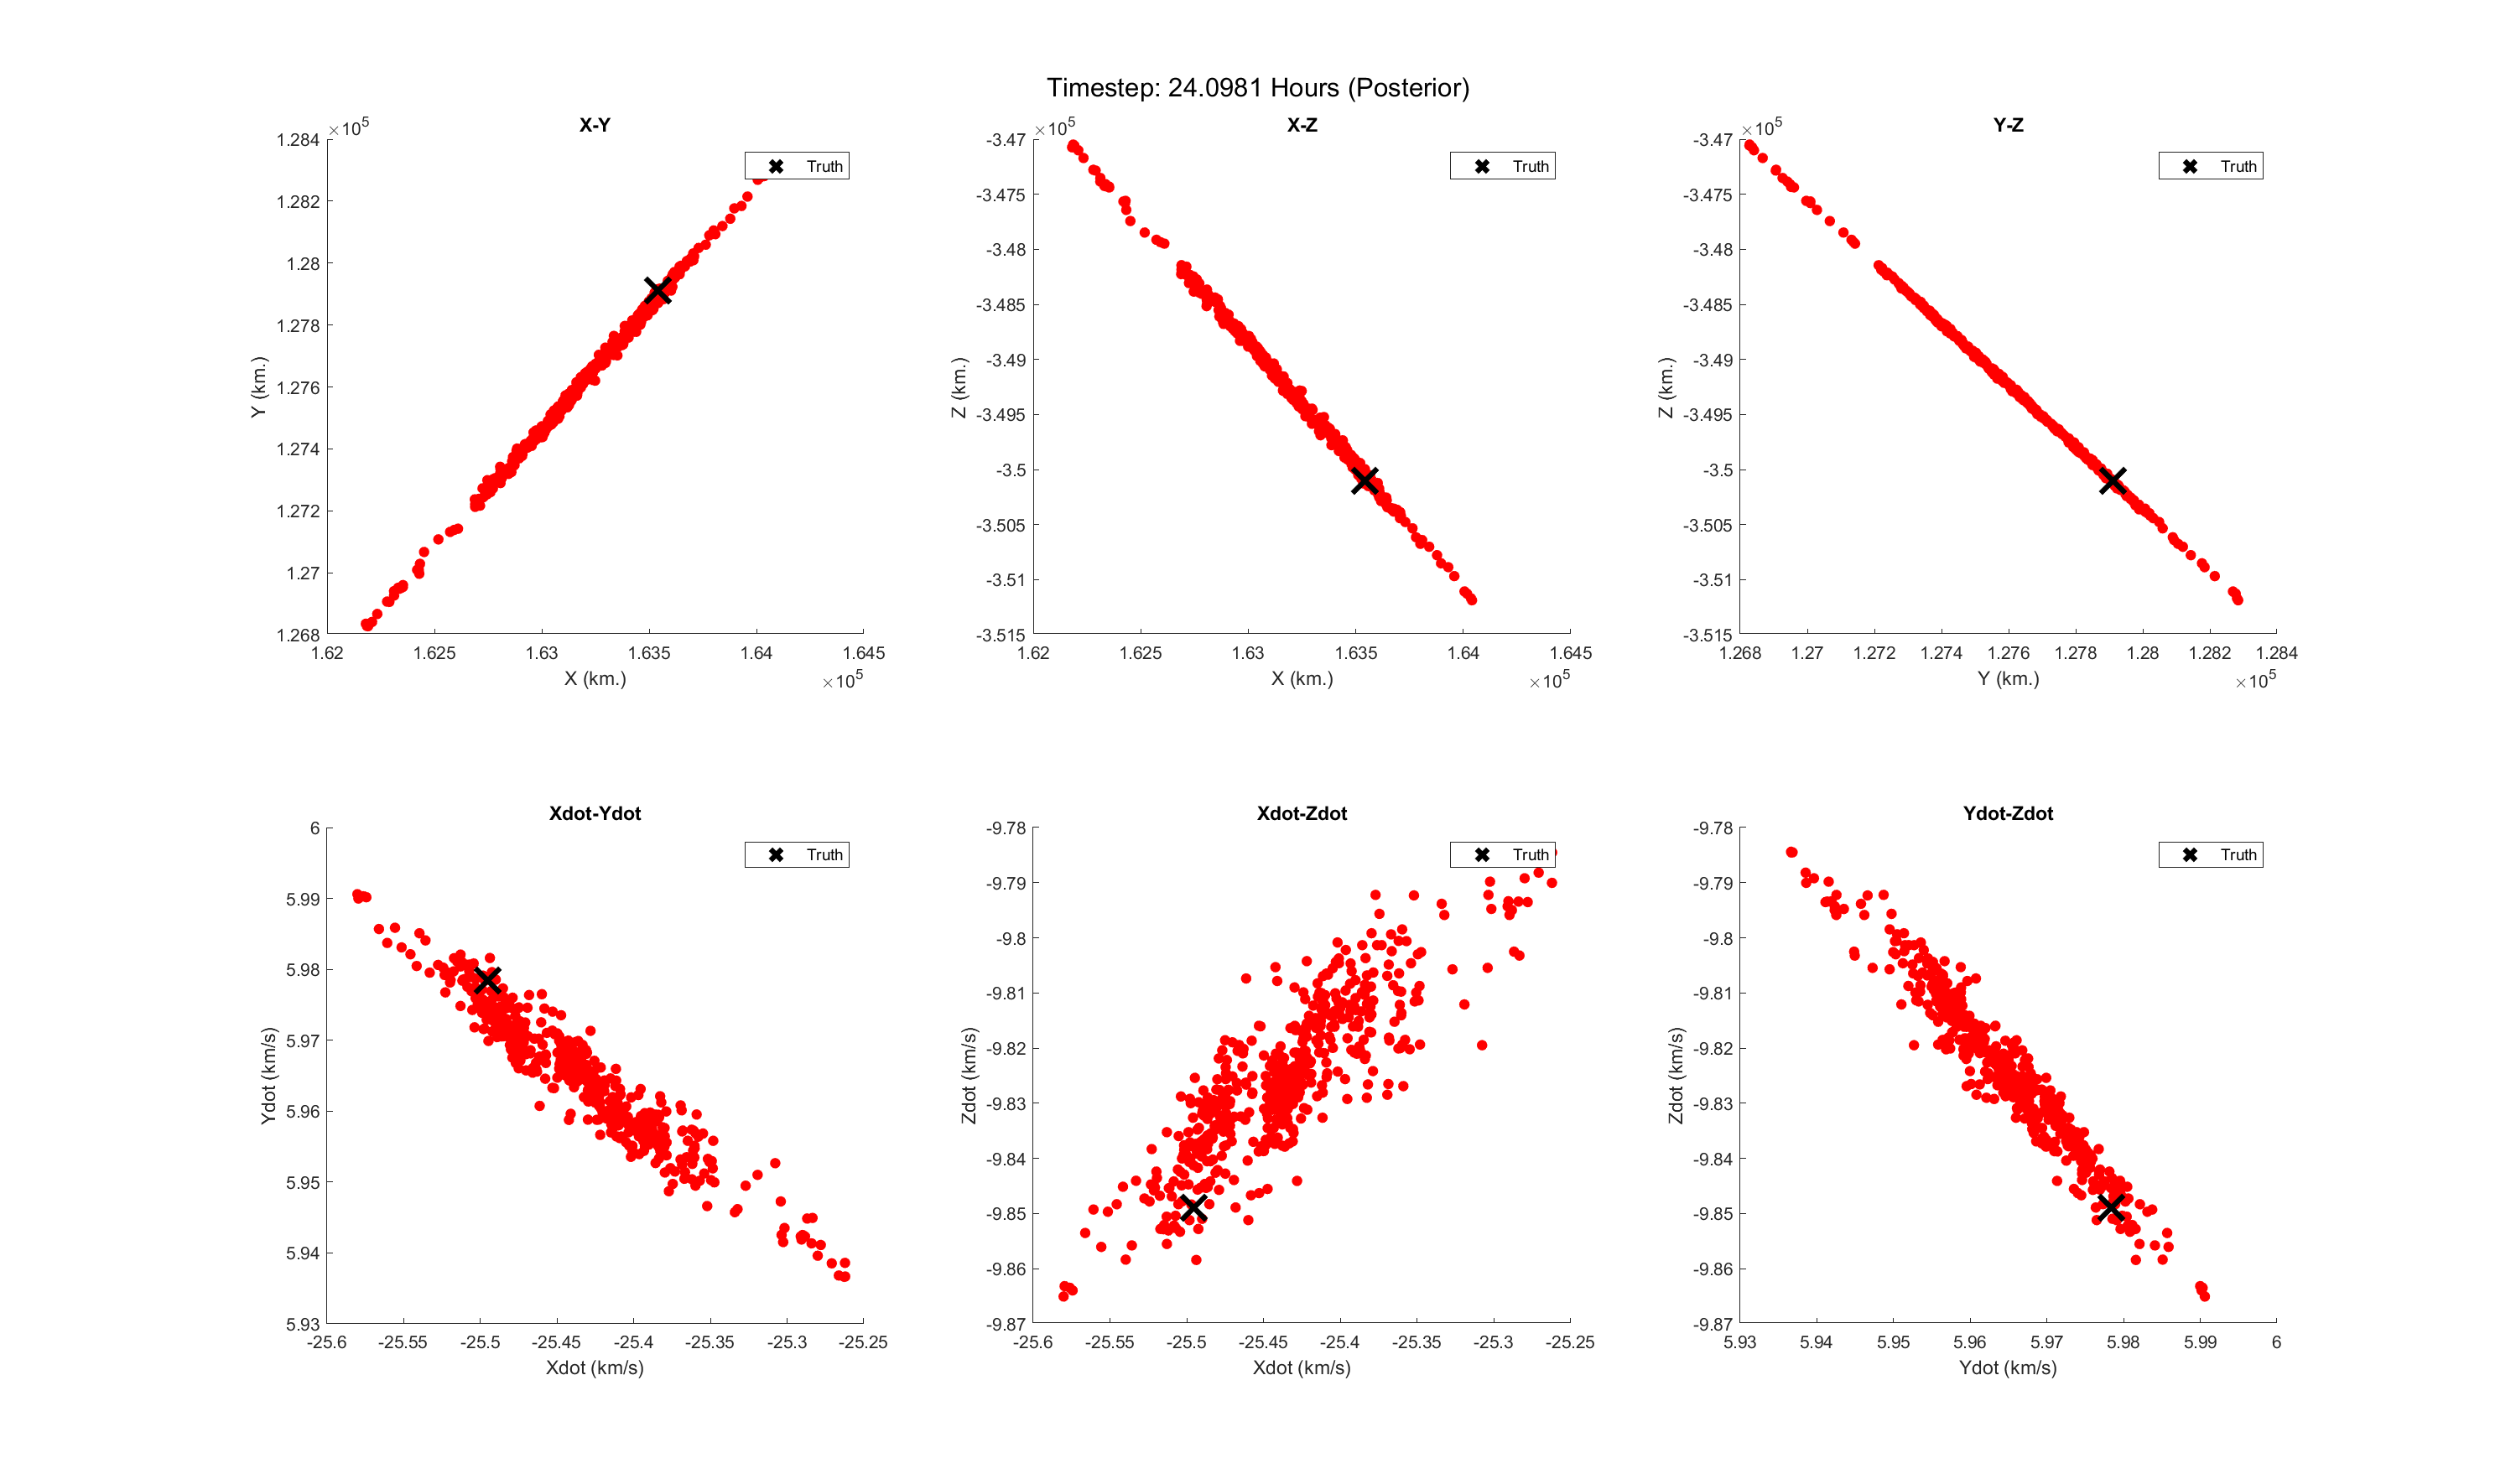 Timestep: 24.0981 Hours (Posterior)
X-Y
×10^5
Truth
1.284
1.282
1.28
1.278
1.276
1.274
1.272
1.27
1.268
Y (km.)
1.62 1.625 1.63 1.635 1.64 1.645
X (km.)
×10^5
X-Z
×10^5
Truth
-3.47
-3.475
-3.48
-3.485
-3.49
-3.495
-3.5
-3.505
-3.51
-3.515
Z (km.)
1.62 1.625 1.63 1.635 1.64 1.645
X (km.)
×10^5
Y-Z
×10^5
Truth
-3.47
-3.475
-3.48
-3.485
-3.49
-3.495
-3.5
-3.505
-3.51
-3.515
Z (km.)
1.268 1.27 1.272 1.274 1.276 1.278 1.28 1.282 1.284
Y (km.)
×10^5
Xdot-Ydot
Truth
6
5.99
5.98
5.97
5.96
5.95
5.94
5.93
Ydot (km/s)
-25.6 -25.55 -25.5 -25.45 -25.4 -25.35 -25.3 -25.25
Xdot (km/s)
Xdot-Zdot
Truth
-9.78
-9.79
-9.8
-9.81
-9.82
-9.83
-9.84
-9.85
-9.86
-9.87
Zdot (km/s)
-25.6 -25.55 -25.5 -25.45 -25.4 -25.35 -25.3 -25.25
Xdot (km/s)
Ydot-Zdot
Truth
-9.78
-9.79
-9.8
-9.81
-9.82
-9.83
-9.84
-9.85
-9.86
-9.87
Zdot (km/s)
5.93 5.94 5.95 5.96 5.97 5.98 5.99 6
Ydot (km/s)